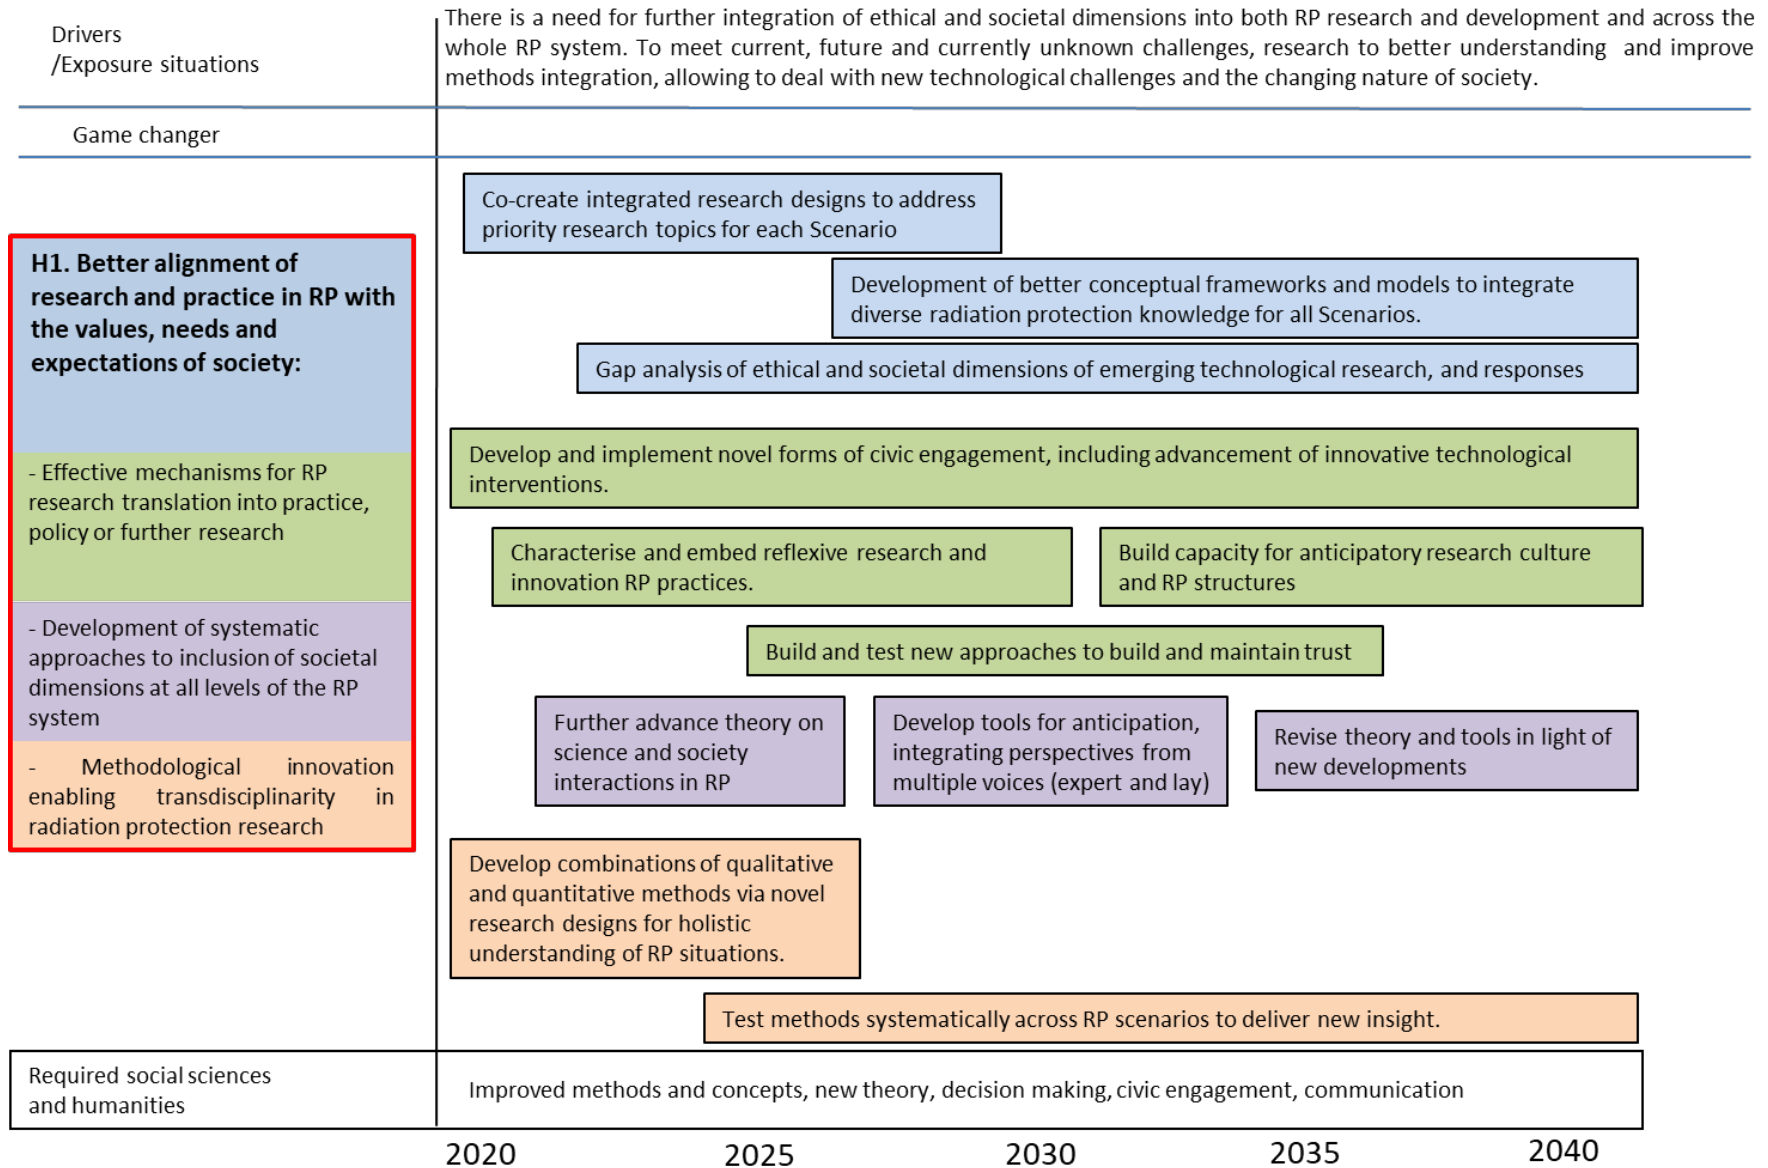 Drivers
/Exposure situations
There is a need for further integration of ethical and societal dimensions into both RP research and development and across the
whole RP system. To meet current, future and currently unknown challenges, research to better understanding and improve
methods integration, allowing to deal with new technological challenges and the changing nature of society.
Game changer
H1. Better alignment of
research and practice in RP with
the values, needs and
expectations of society:
- Effective mechanisms for RP
research translation into practice,
policy or further research
- Development of systematic
approaches to inclusion of societal
dimensions at all levels of the RP
system
- Methodological innovation
enabling transdisciplinarity in
radiation protection research
Co-create integrated research designs to address
priority research topics for each Scenario
Development of better conceptual frameworks and models to integrate
diverse radiation protection knowledge for all Scenarios.
Gap analysis of ethical and societal dimensions of emerging technological research, and responses
Develop and implement novel forms of civic engagement, including advancement of innovative technological
interventions.
Characterise and embed reflexive research and
innovation RP practices.
Build capacity for anticipatory research culture
and RP structures
Build and test new approaches to build and maintain trust
Further advance theory on
science and society
interactions in RP
Develop tools for anticipation,
integrating perspectives from
multiple voices (expert and lay)
Revise theory and tools in light of
new developments
Develop combinations of qualitative
and quantitative methods via novel
research designs for holistic
understanding of RP situations.
Test methods systematically across RP scenarios to deliver new insight.
Required social sciences
and humanities
Improved methods and concepts, new theory, decision making, civic engagement, communication
2020 2025 2030 2035 2040